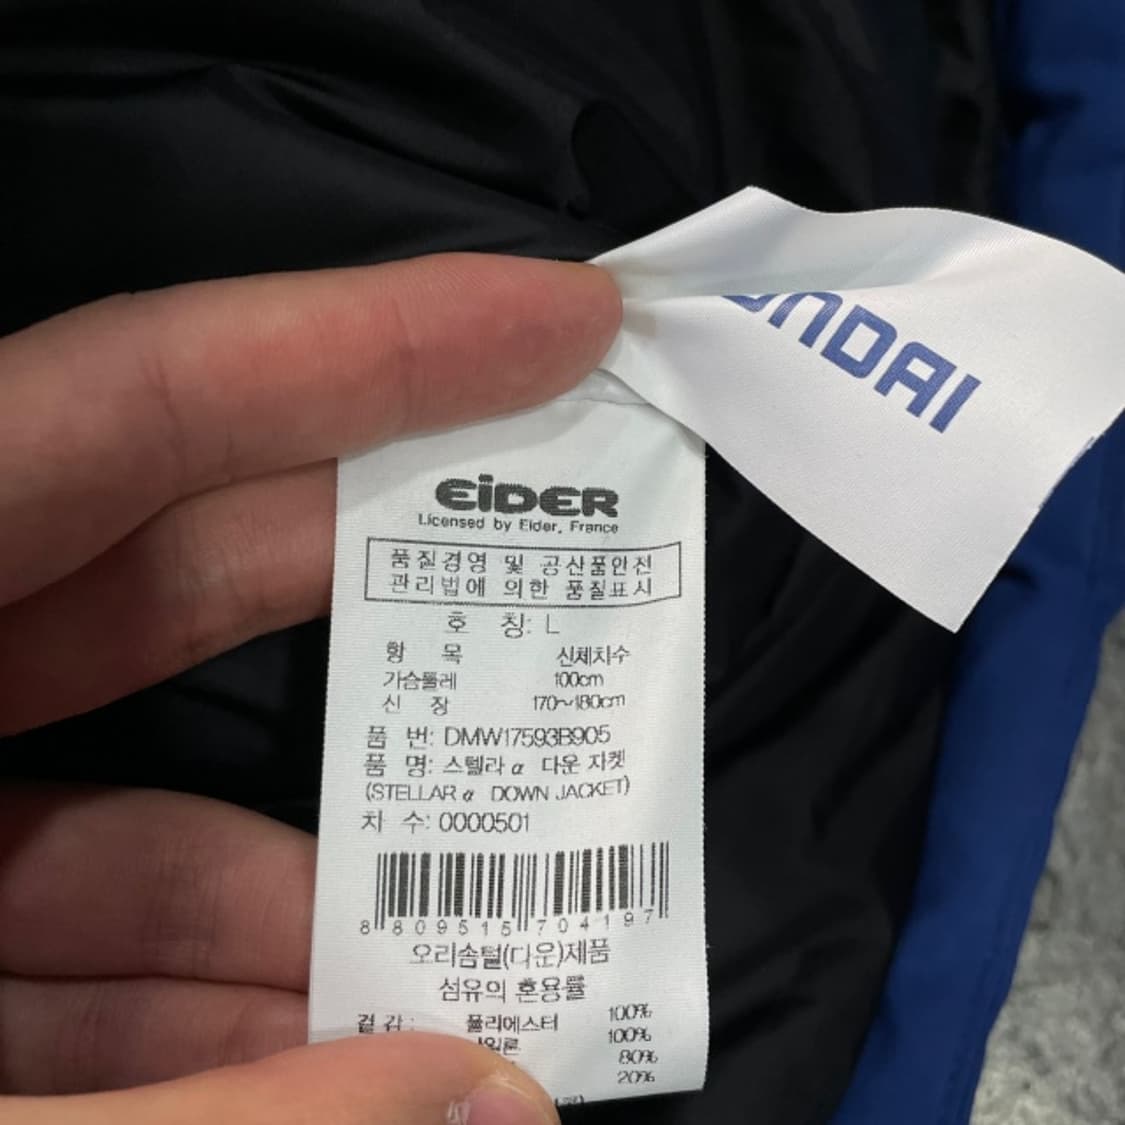 UNDAI
EiDER
Licensed by Eider, France
품질경영 및 공산품안전
관리법에 의한 품질표시
호 칭: L
항 목 신체치수
가슴둘레 100cm
신 장 170~180cm
품 번: DMW17593B905
품 명: 스텔라 α 다운 자켓
(STELLAR α DOWN JACKET)
차 수: 0000501
8809515704197
오리솜털(다운)제품
섬유의 혼용률
겉감: 폴리에스터 100%
일론 100%
80%
20%